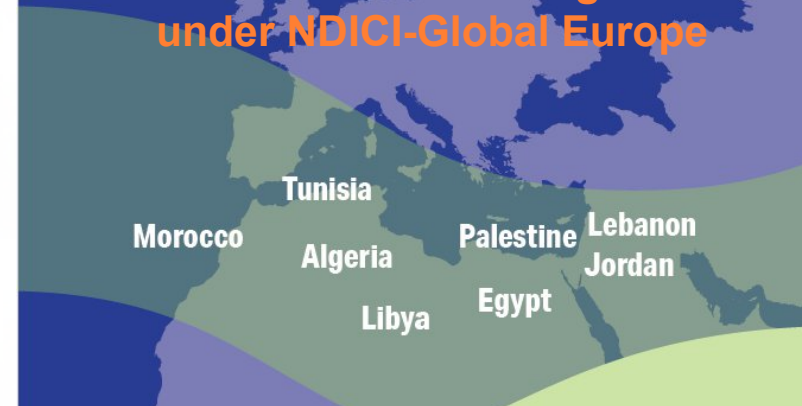 under NDICI-Global Europe
Tunisia
Morocco
Algeria
Palestine
Lebanon
Jordan
Egypt
Libya